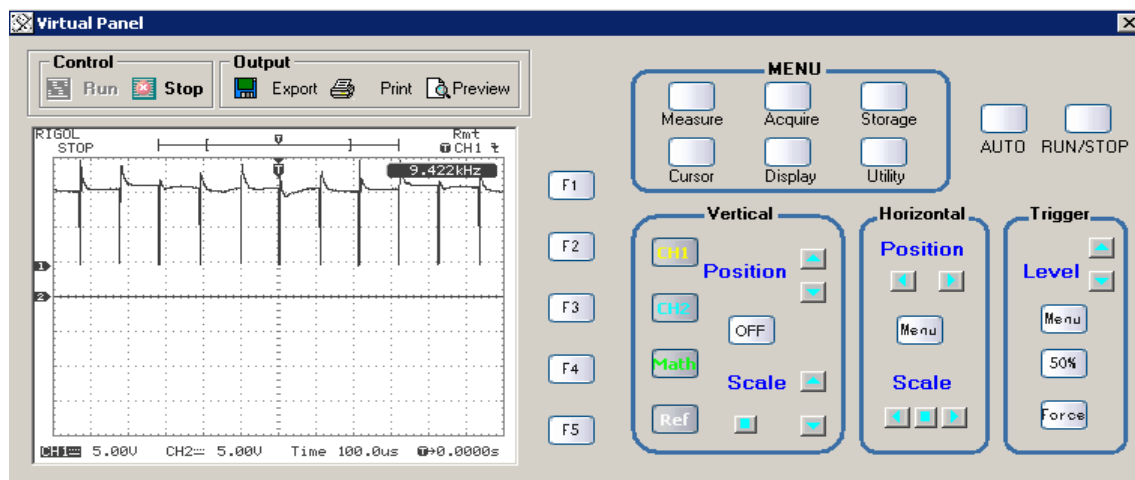 Virtual Panel
Control
Run Stop
Output
Export Print Preview
RIGOL
STOP
Rmt
CH1
T
9.422kHz
1
2
CH1 5.00V CH2 5.00V Time 100.0us T→0.0000s
F1
F2
F3
F4
F5
MENU
Measure Acquire Storage
Cursor Display Utility
AUTO RUN/STOP
Vertical
CH1
Position
CH2
OFF
Math
Scale
Ref
Horizontal
Position
Menu
Scale
Trigger
Level
Menu
50%
Force